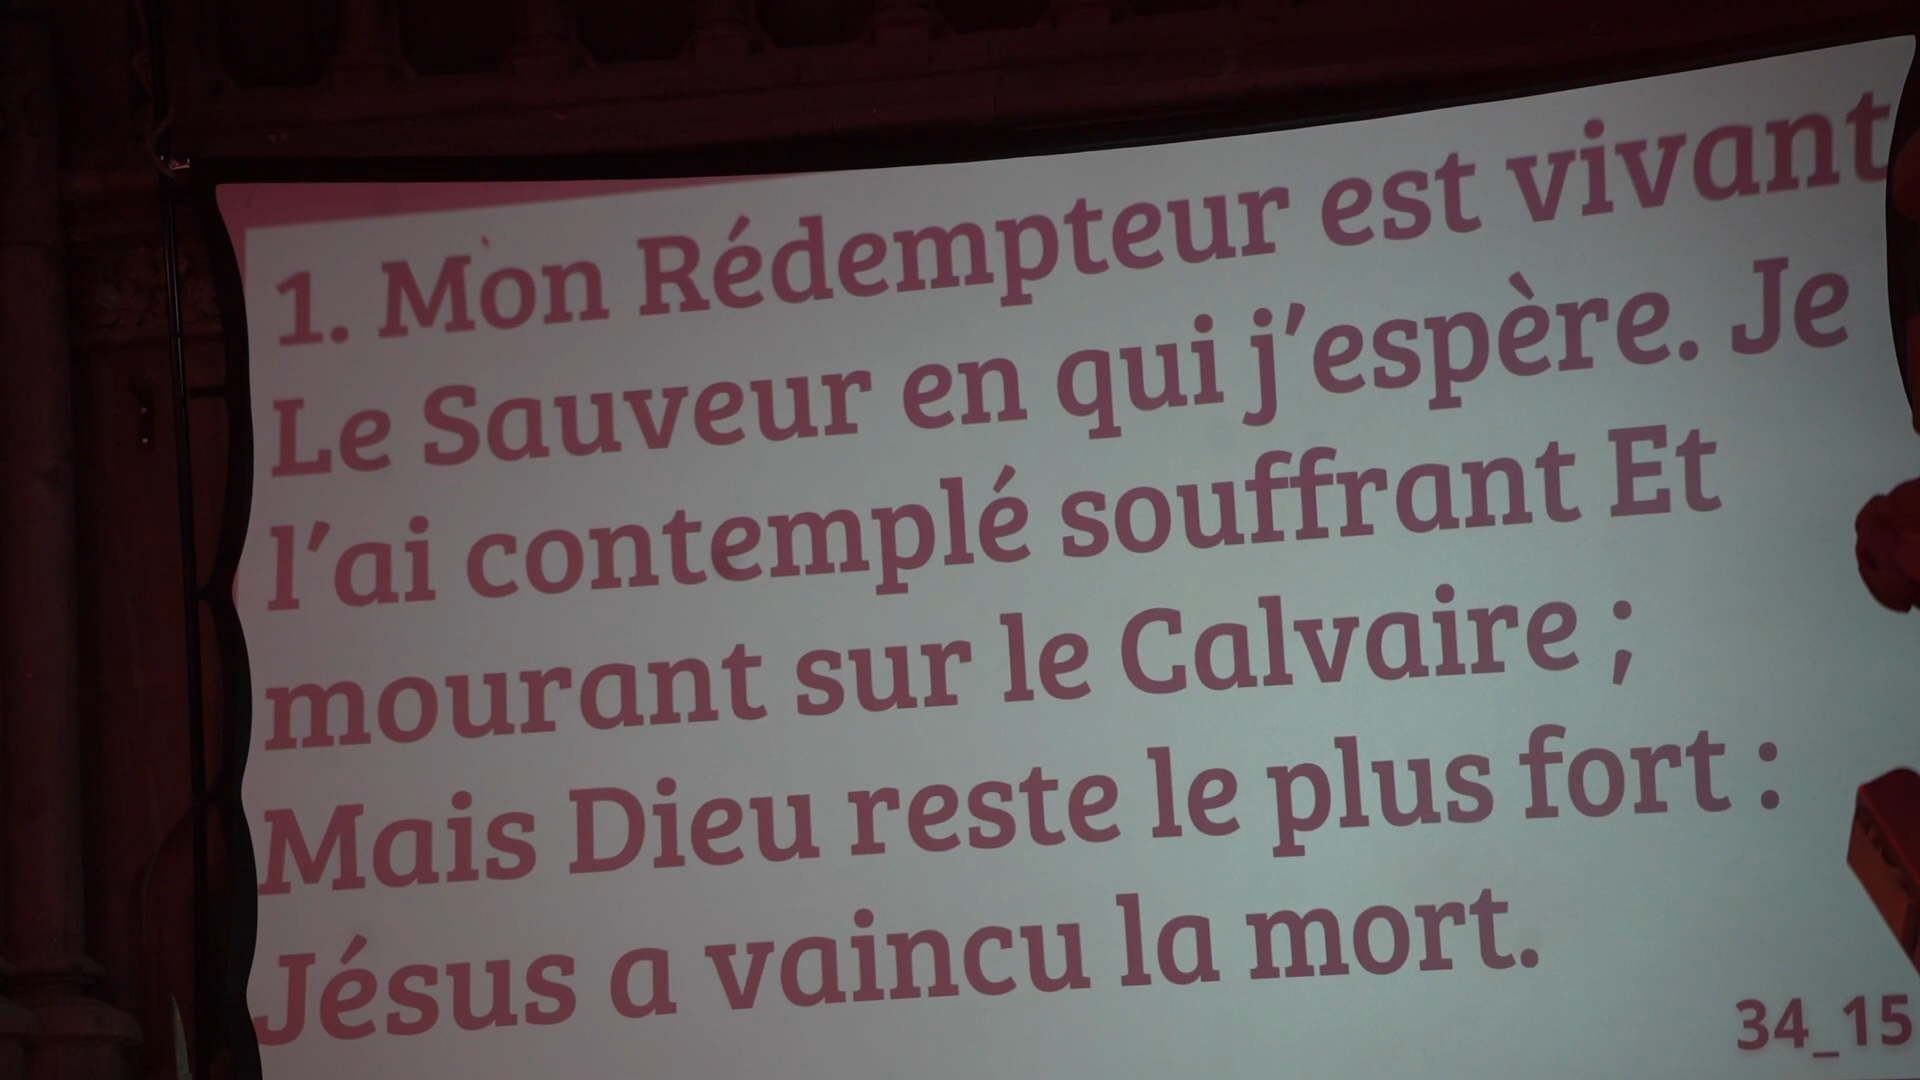 1. Mon Rédempteur est vivant
Le Sauveur en qui j’espère. Je
l’ai contemplé souffrant Et
mourant sur le Calvaire ;
Mais Dieu reste le plus fort :
Jésus a vaincu la mort.
34_15